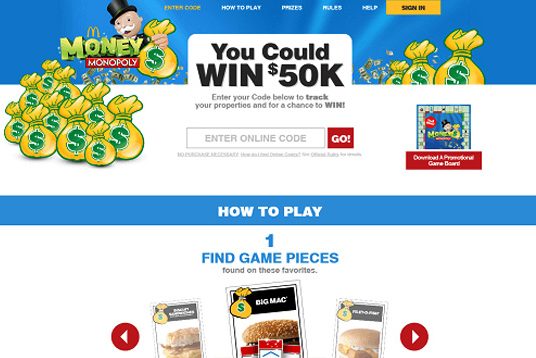 ENTER CODE HOW TO PLAY PRIZES RULES HELP SIGN IN
MONEY
MONOPOLY
You Could
WIN $50K
Enter your Code below to track
your properties and for a chance to WIN!
ENTER ONLINE CODE GO!
NO PURCHASE NECESSARY. How do I find Online Codes? See Official Rules for details.
MONEY
Download A Promotional
Game Board
HOW TO PLAY
1
FIND GAME PIECES
found on these favorites.
BIG MAC®
FILET-O-FISH®